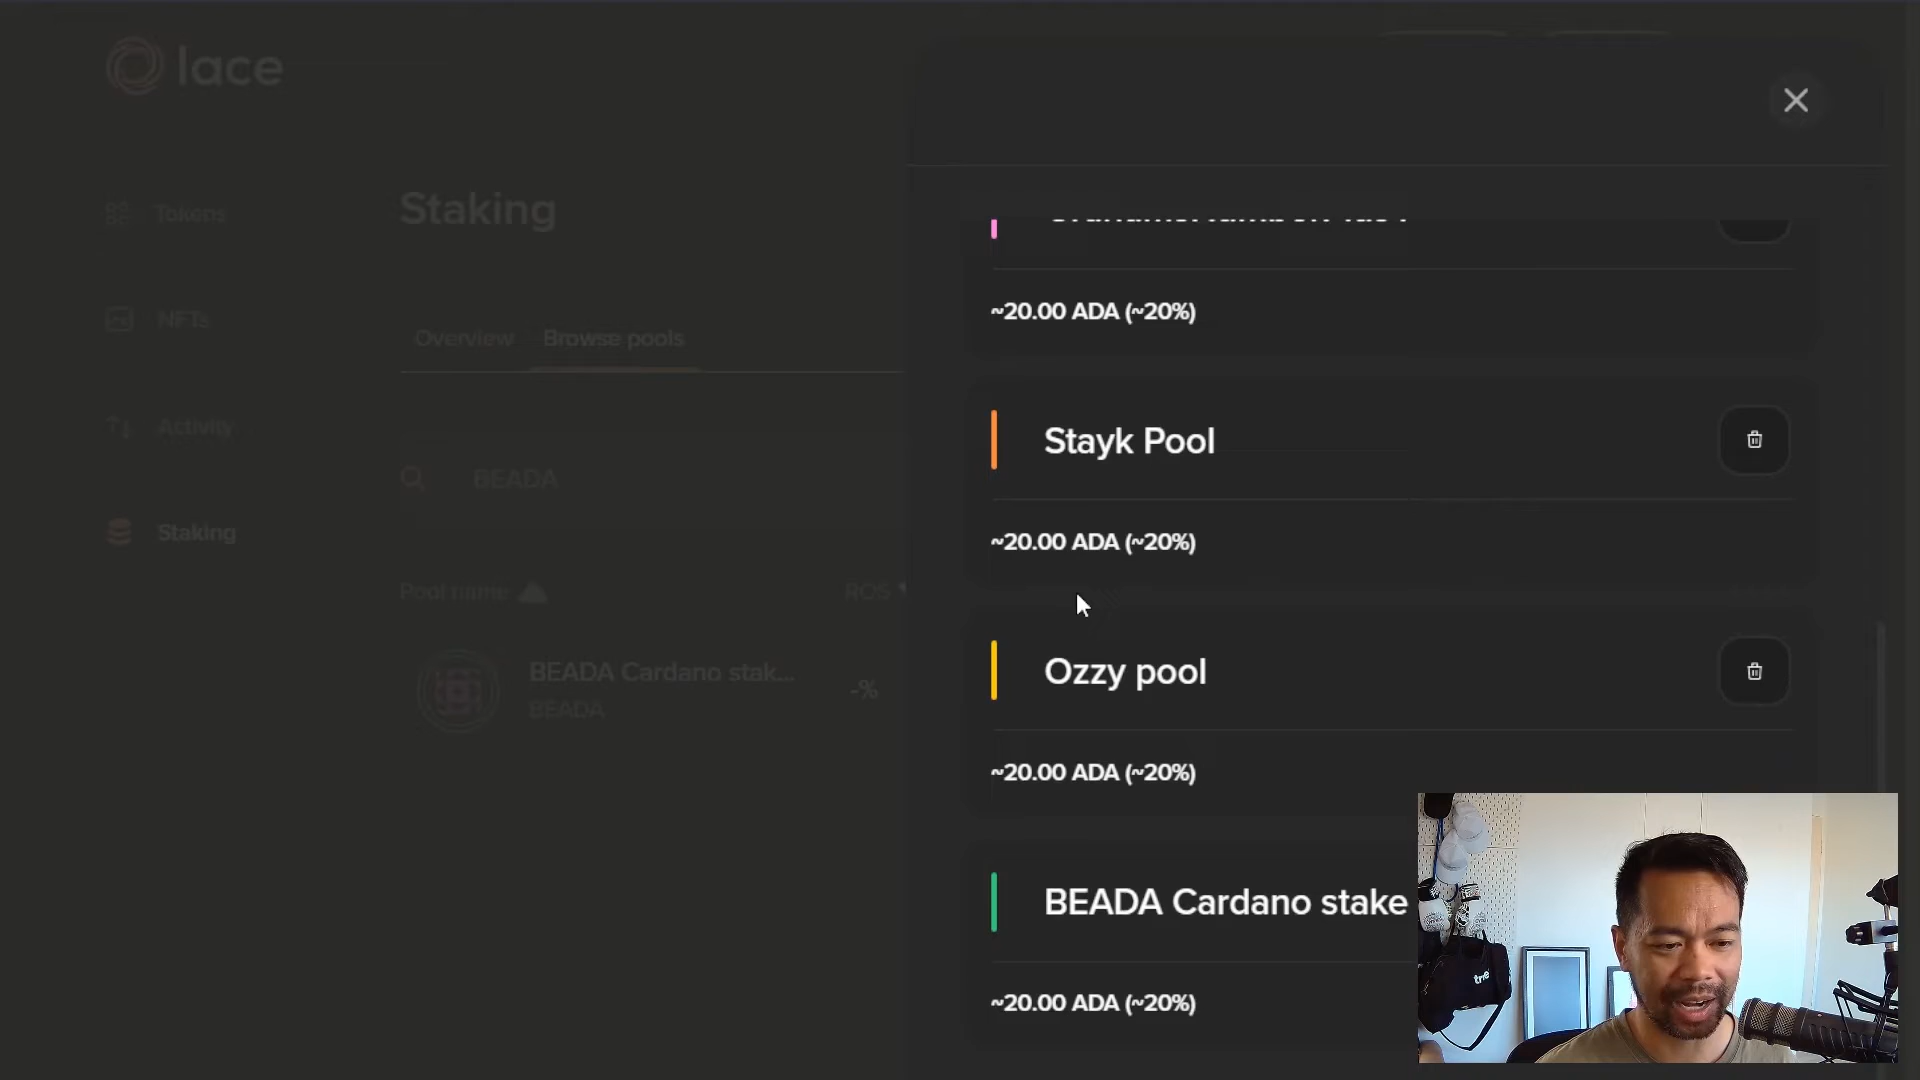 lace
Tokens
NFTs
Activity
Staking
Staking
Overview
Browse pools
BEADA
Pool name
ROS
BEADA Cardano stak...
BEADA
-%
~20.00 ADA (~20%)
Stayk Pool
~20.00 ADA (~20%)
Ozzy pool
~20.00 ADA (~20%)
BEADA Cardano stake
~20.00 ADA (~20%)